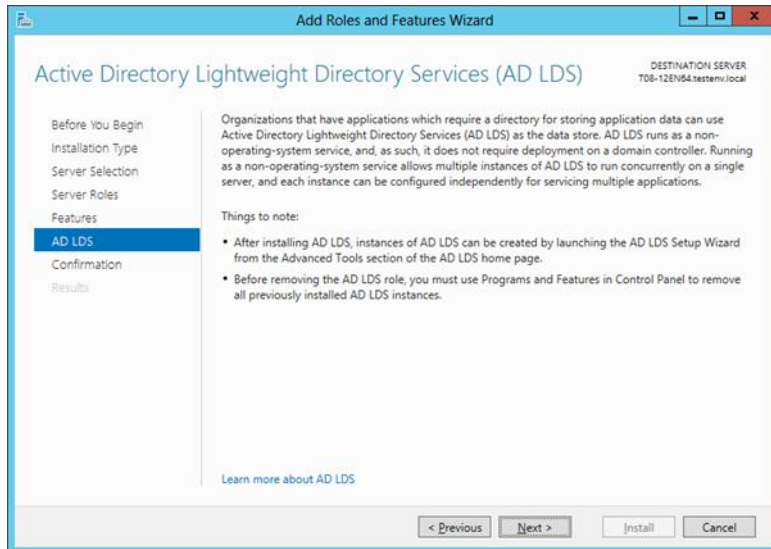 Add Roles and Features Wizard
Active Directory Lightweight Directory Services (AD LDS)
DESTINATION SERVER
T08-12EN64.testenv.local
Before You Begin
Installation Type
Server Selection
Server Roles
Features
AD LDS
Confirmation
Results
Organizations that have applications which require a directory for storing application data can use
Active Directory Lightweight Directory Services (AD LDS) as the data store. AD LDS runs as a non-
operating-system service, and, as such, it does not require deployment on a domain controller. Running
as a non-operating-system service allows multiple instances of AD LDS to run concurrently on a single
server, and each instance can be configured independently for servicing multiple applications.
Things to note:
• After installing AD LDS, instances of AD LDS can be created by launching the AD LDS Setup Wizard
from the Advanced Tools section of the AD LDS home page.
• Before removing the AD LDS role, you must use Programs and Features in Control Panel to remove
all previously installed AD LDS instances.
Learn more about AD LDS
< Previous
Next >
Install
Cancel